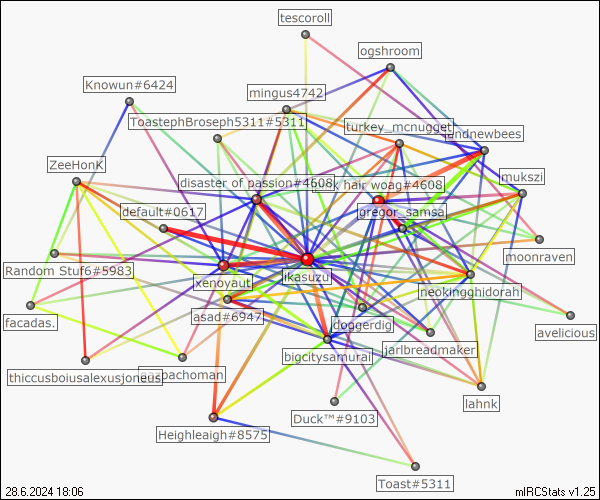 tescoroll
ogshroom
Knowun#6424
mingus4742
ToastephBroseph5311#5311
turkey_mcnugget
landnewbees
ZeeHonK
mukszi
disaster of passion#4608
hair woag#4608
default#0617
gregor_samsa
moonraven
Random Stuf6#5983
xenoyaut
ikasuzu
neokingghidorah
facadas.
asad#6947
doggerdig
avelicious
bigcitysamurai
jarlbreadmaker
thiccusboiusalexusjoneus
lahnk
Duck™#9103
Heighleaigh#8575
Toast#5311
28.6.2024 18:06
mIRCStats v1.25